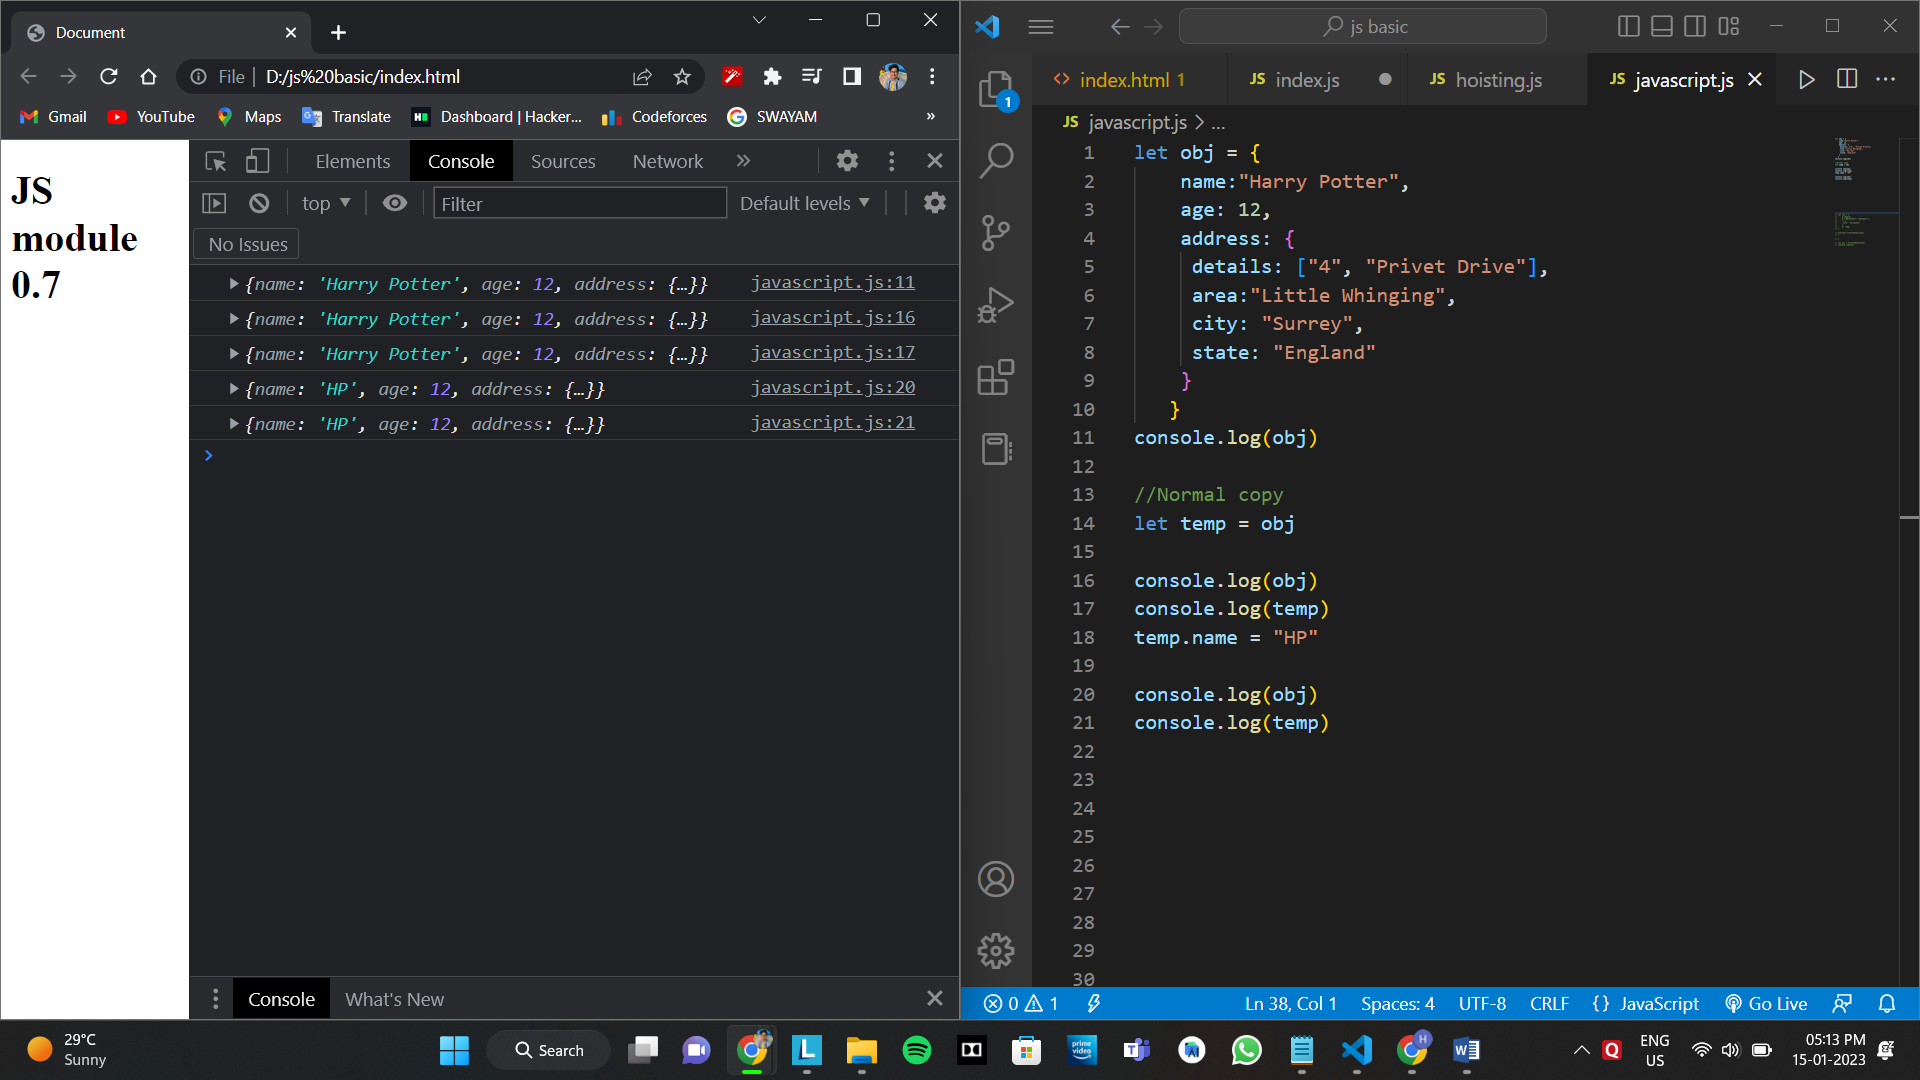 Document
File | D:/js%20basic/index.html
Gmail YouTube Maps Translate Dashboard | Hacker... Codeforces SWAYAM »
JS
module
0.7
Elements Console Sources Network »
top ▼ Filter Default levels ▼
No Issues
▶{name: 'Harry Potter', age: 12, address: {…}} javascript.js:11
▶{name: 'Harry Potter', age: 12, address: {…}} javascript.js:16
▶{name: 'Harry Potter', age: 12, address: {…}} javascript.js:17
▶{name: 'HP', age: 12, address: {…}} javascript.js:20
▶{name: 'HP', age: 12, address: {…}} javascript.js:21
>
Console What's New
js basic
1
<> index.html 1 JS index.js ● JS hoisting.js JS javascript.js
JS javascript.js > ...
1 let obj = {
2 name:"Harry Potter",
3 age: 12,
4 address: {
5 details: ["4", "Privet Drive"],
6 area:"Little Whinging",
7 city: "Surrey",
8 state: "England"
9 }
10 }
11 console.log(obj)
12
13 //Normal copy
14 let temp = obj
15
16 console.log(obj)
17 console.log(temp)
18 temp.name = "HP"
19
20 console.log(obj)
21 console.log(temp)
22
23
24
25
26
27
28
29
30
0 1 Ln 38, Col 1 Spaces: 4 UTF-8 CRLF {} JavaScript Go Live
29°C
Sunny
Search
prime video
ENG
US
05:13 PM
15-01-2023